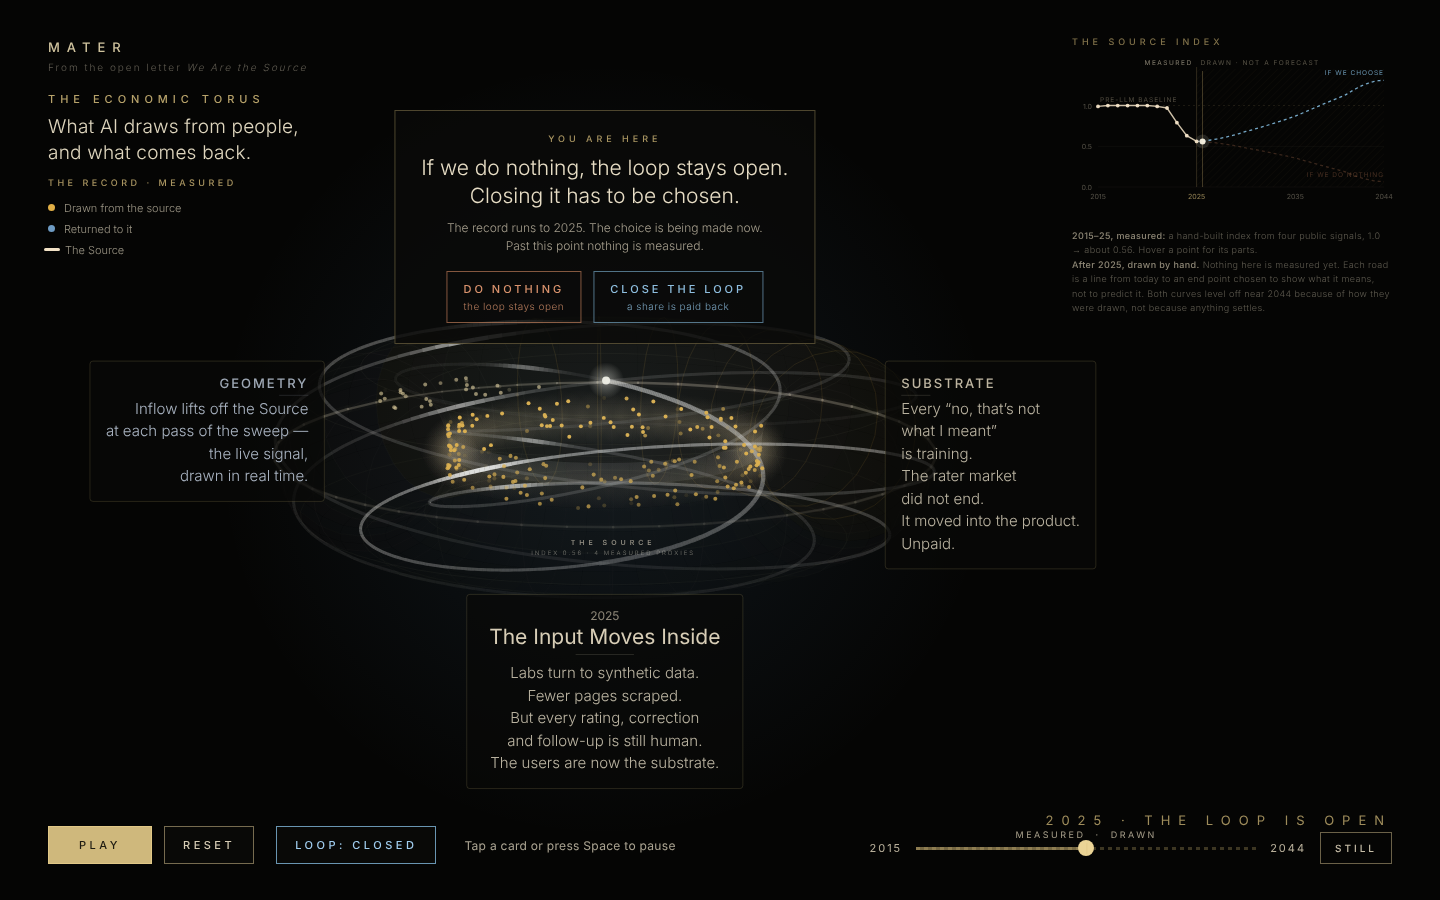 MATER
From the open letter We Are the Source
THE ECONOMIC TORUS
What AI draws from people,
and what comes back.
THE RECORD · MEASURED
Drawn from the source
Returned to it
The Source
YOU ARE HERE
If we do nothing, the loop stays open.
Closing it has to be chosen.
The record runs to 2025. The choice is being made now.
Past this point nothing is measured.
DO NOTHING
the loop stays open
CLOSE THE LOOP
a share is paid back
THE SOURCE INDEX
MEASURED DRAWN · NOT A FORECAST
IF WE CHOOSE
PRE-LLM BASELINE
1.0
0.5
IF WE DO NOTHING
0.0
2015
2025
2035
2044
2015–25, measured: a hand-built index from four public signals, 1.0
→ about 0.56. Hover a point for its parts.
After 2025, drawn by hand. Nothing here is measured yet. Each road
is a line from today to an end point chosen to show what it means,
not to predict it. Both curves level off near 2044 because of how they
were drawn, not because anything settles.
GEOMETRY
Inflow lifts off the Source
at each pass of the sweep —
the live signal,
drawn in real time.
SUBSTRATE
Every “no, that’s not
what I meant”
is training.
The rater market
did not end.
It moved into the product.
Unpaid.
THE SOURCE
INDEX 0.56 · 4 MEASURED PROXIES
2025
The Input Moves Inside
Labs turn to synthetic data.
Fewer pages scraped.
But every rating, correction
and follow-up is still human.
The users are now the substrate.
PLAY
RESET
LOOP: CLOSED
Tap a card or press Space to pause
2025 · THE LOOP IS OPEN
MEASURED · DRAWN
2015
2044
STILL